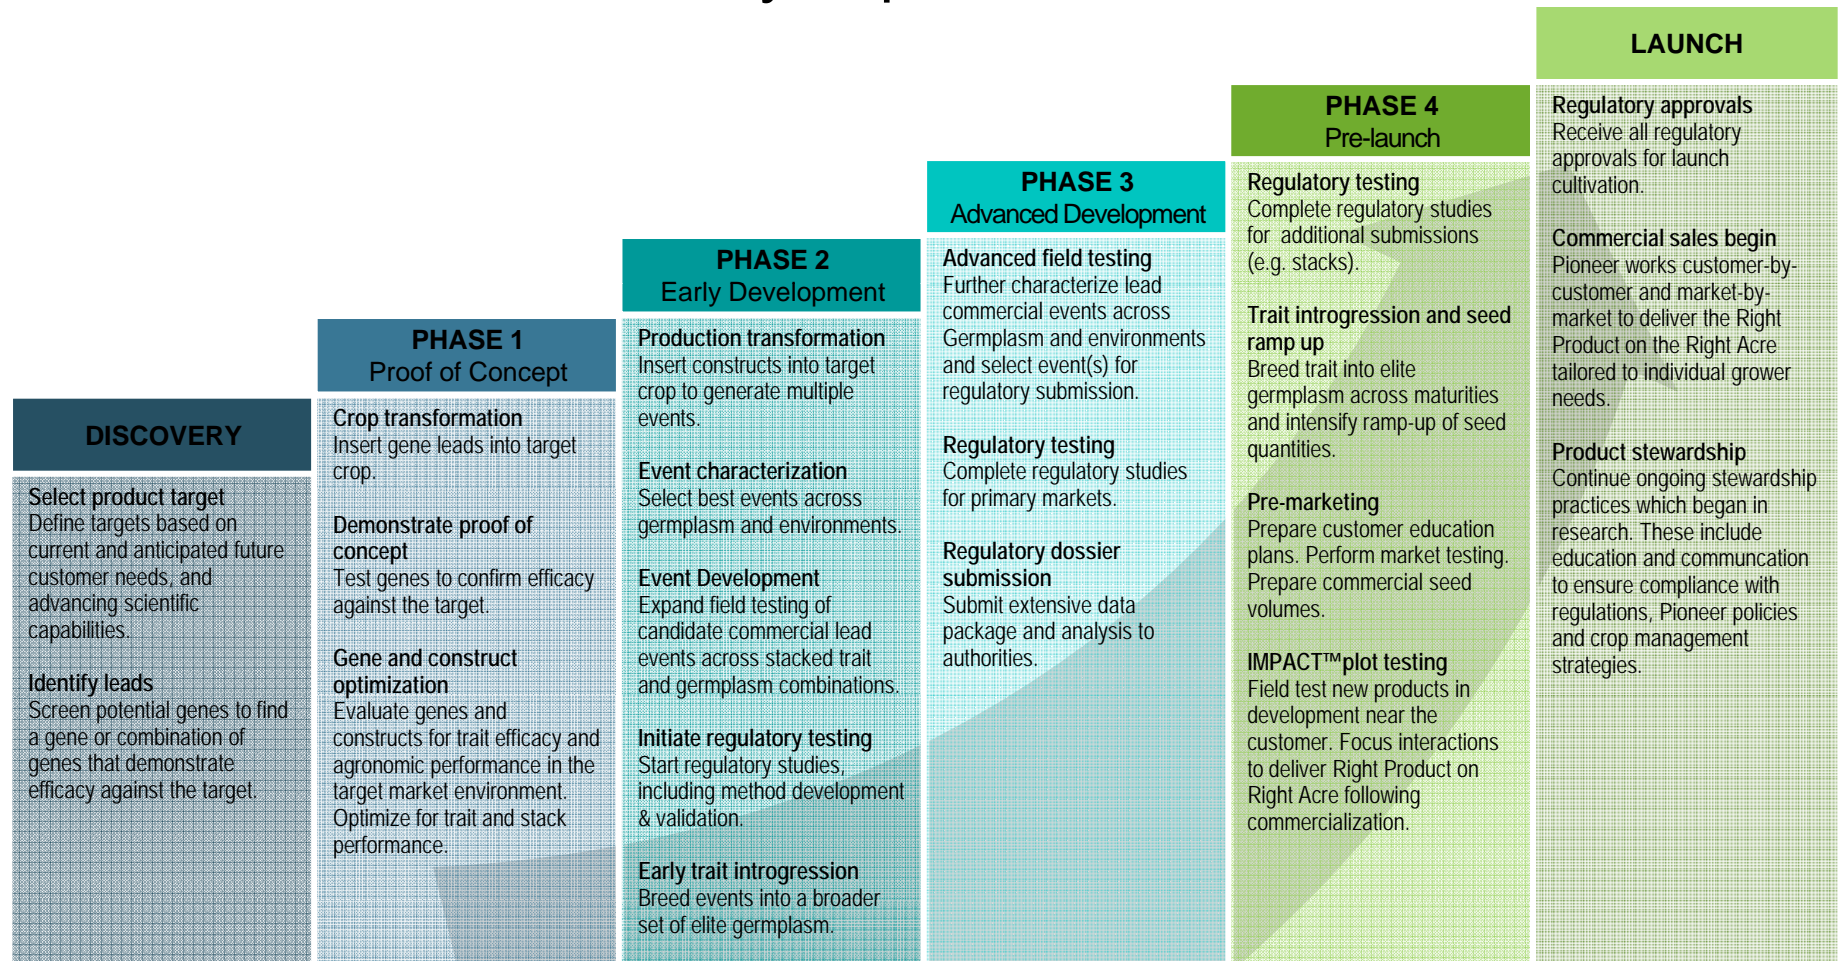 DISCOVERY
Select product target
Define targets based on
current and anticipated future
customer needs, and
advancing scientific
capabilities.
Identify leads
Screen potential genes to find
a gene or combination of
genes that demonstrate
efficacy against the target.
PHASE 1
Proof of Concept
Crop transformation
Insert gene leads into target
crop.
Demonstrate proof of
concept
Test genes to confirm efficacy
against the target.
Gene and construct
optimization
Evaluate genes and
constructs for trait efficacy and
agronomic performance in the
target market environment.
Optimize for trait and stack
performance.
PHASE 2
Early Development
Production transformation
Insert constructs into target
crop to generate multiple
events.
Event characterization
Select best events across
germplasm and environments.
Event Development
Expand field testing of
candidate commercial lead
events across stacked trait
and germplasm combinations.
Initiate regulatory testing
Start regulatory studies,
including method development
& validation.
Early trait introgression
Breed events into a broader
set of elite germplasm.
PHASE 3
Advanced Development
Advanced field testing
Further characterize lead
commercial events across
Germplasm and environments
and select event(s) for
regulatory submission.
Regulatory testing
Complete regulatory studies
for primary markets.
Regulatory dossier
submission
Submit extensive data
package and analysis to
authorities.
PHASE 4
Pre-launch
Regulatory testing
Complete regulatory studies
for additional submissions
(e.g. stacks).
Trait introgression and seed
ramp up
Breed trait into elite
germplasm across maturities
and intensify ramp-up of seed
quantities.
Pre-marketing
Prepare customer education
plans. Perform market testing.
Prepare commercial seed
volumes.
IMPACT™plot testing
Field test new products in
development near the
customer. Focus interactions
to deliver Right Product on
Right Acre following
commercialization.
LAUNCH
Regulatory approvals
Receive all regulatory
approvals for launch
cultivation.
Commercial sales begin
Pioneer works customer-by-
customer and market-by-
market to deliver the Right
Product on the Right Acre
tailored to individual grower
needs.
Product stewardship
Continue ongoing stewardship
practices which began in
research. These include
education and communcation
to ensure compliance with
regulations, Pioneer policies
and crop management
strategies.